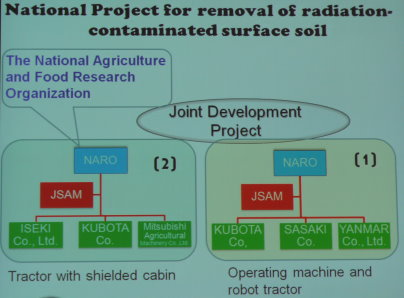 National Project for removal of radiation-
contaminated surface soil
The National Agriculture
and Food Research
Organization
Joint Development
Project
NARO
(2)
JSAM
ISEKI
Co., Ltd.
KUBOTA
Co.
Mitsubishi
Agricultural
Machinery Co. Ltd
Tractor with shielded cabin
NARO
(1)
JSAM
KUBOTA
Co,
SASAKI
Co.
YANMAR
Co., Ltd.
Operating machine and
robot tractor